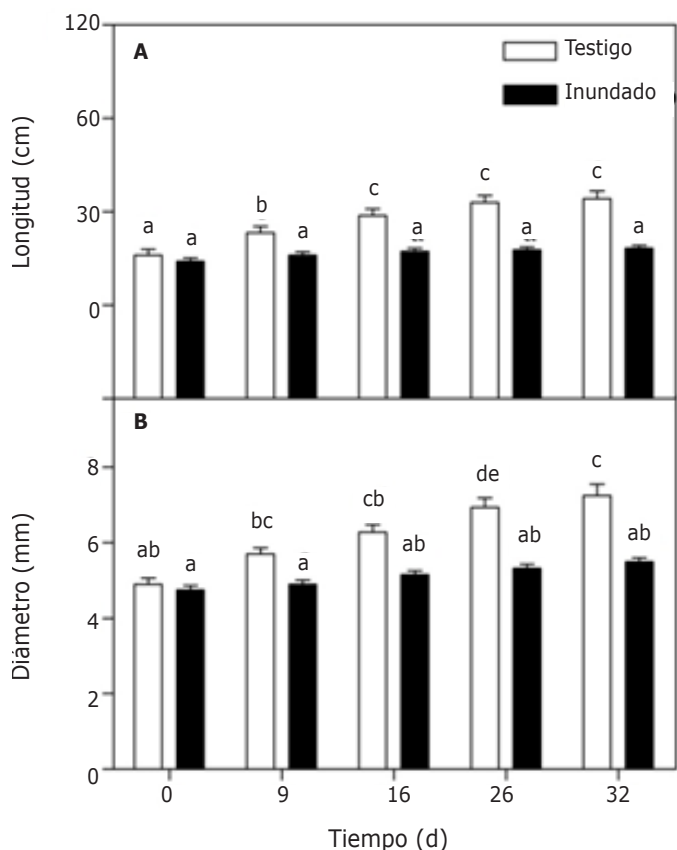 120
A
Testigo
Inundado
60
30
0
Longitud (cm)
a a b a c a c a c a
B
8
6
4
2
0
Diámetro (mm)
ab a bc a cb ab de ab c ab
0 9 16 26 32
Tiempo (d)